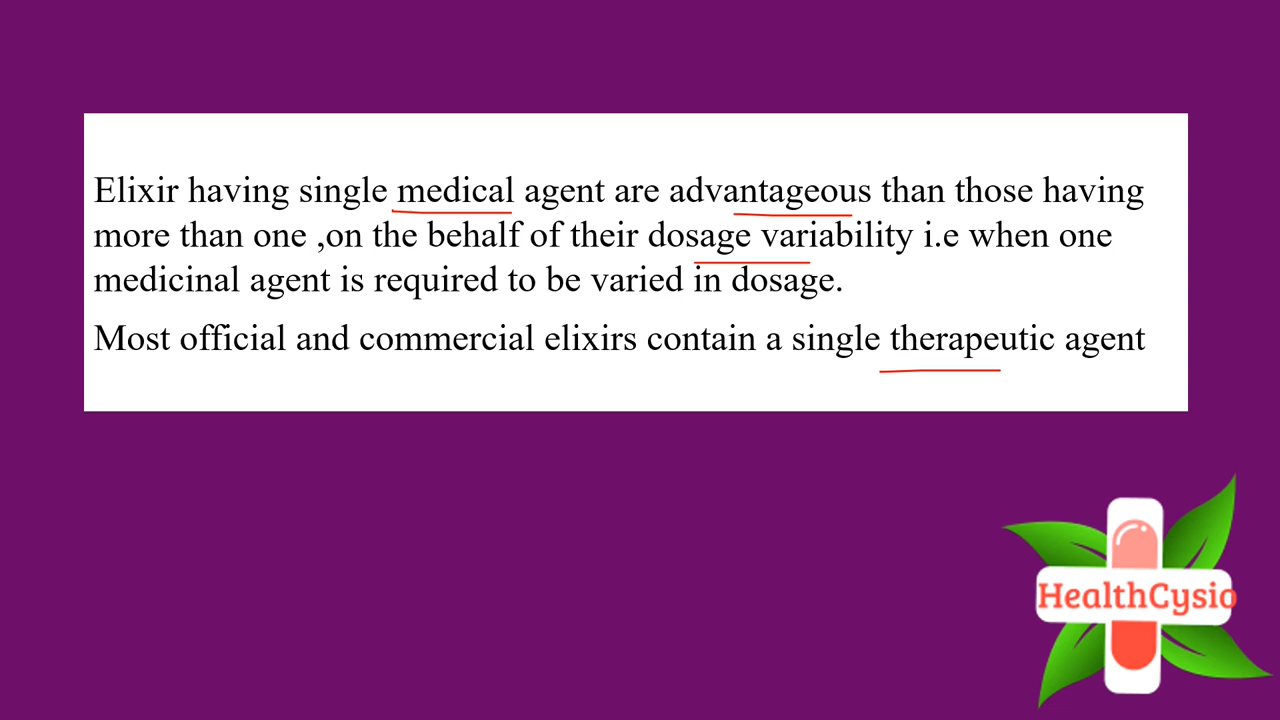 Elixir having single medical agent are advantageous than those having
more than one ,on the behalf of their dosage variability i.e when one
medicinal agent is required to be varied in dosage.
Most official and commercial elixirs contain a single therapeutic agent
HealthCysio